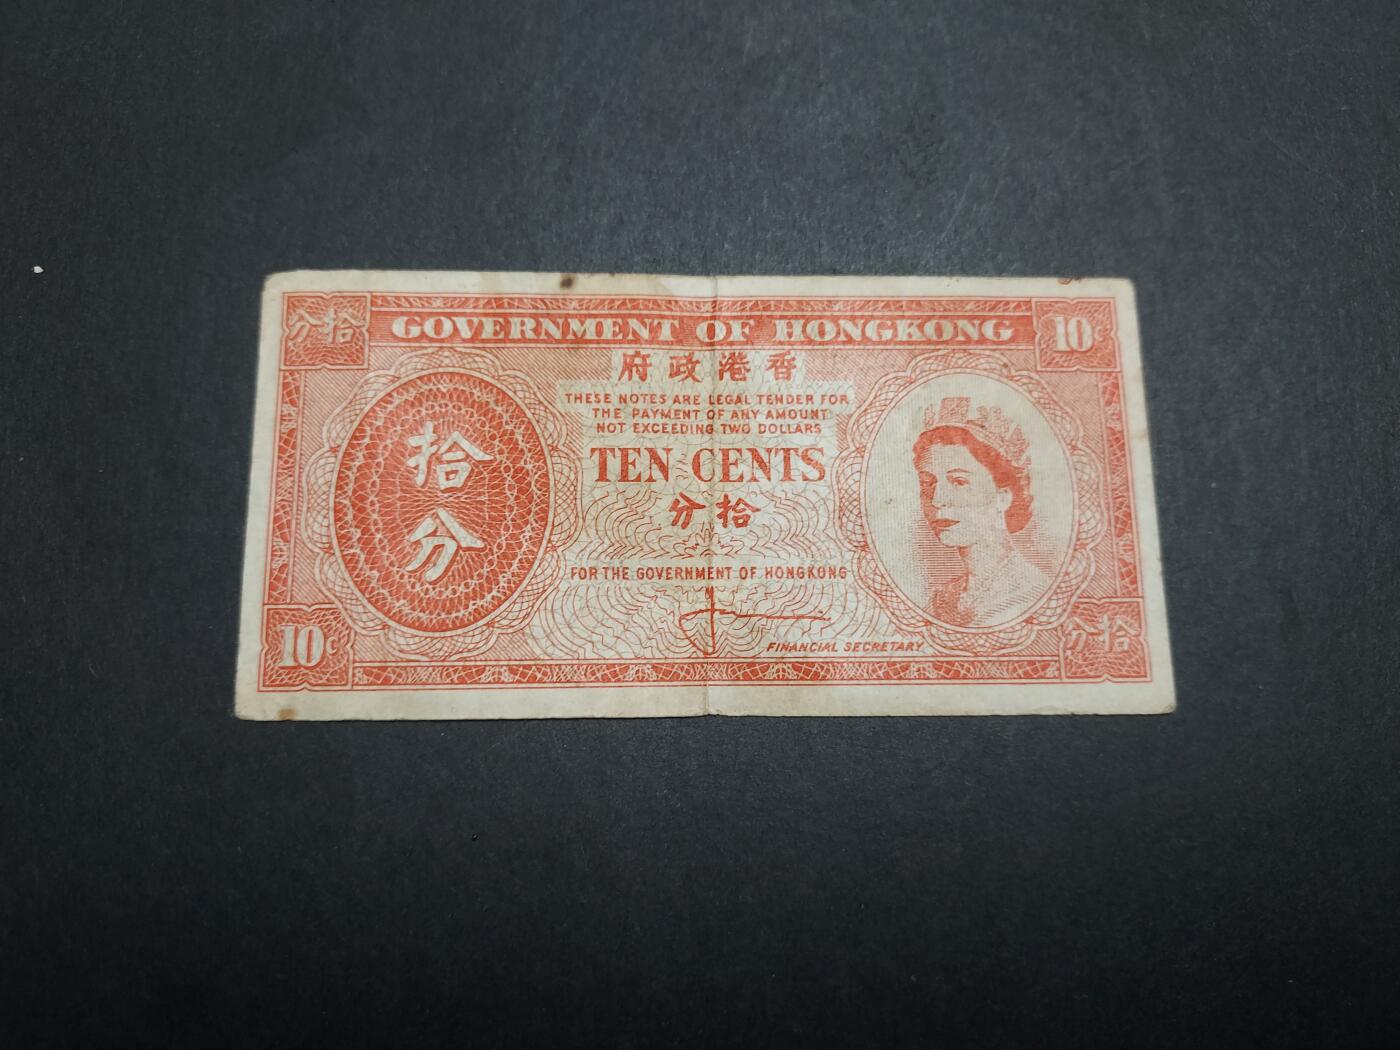 分拾
GOVERNMENT OF HONGKONG
10c
府政港香
THESE NOTES ARE LEGAL TENDER FOR
THE PAYMENT OF ANY AMOUNT
NOT EXCEEDING TWO DOLLARS
拾
分
TEN CENTS
分拾
FOR THE GOVERNMENT OF HONGKONG
10c
FINANCIAL SECRETARY
分拾